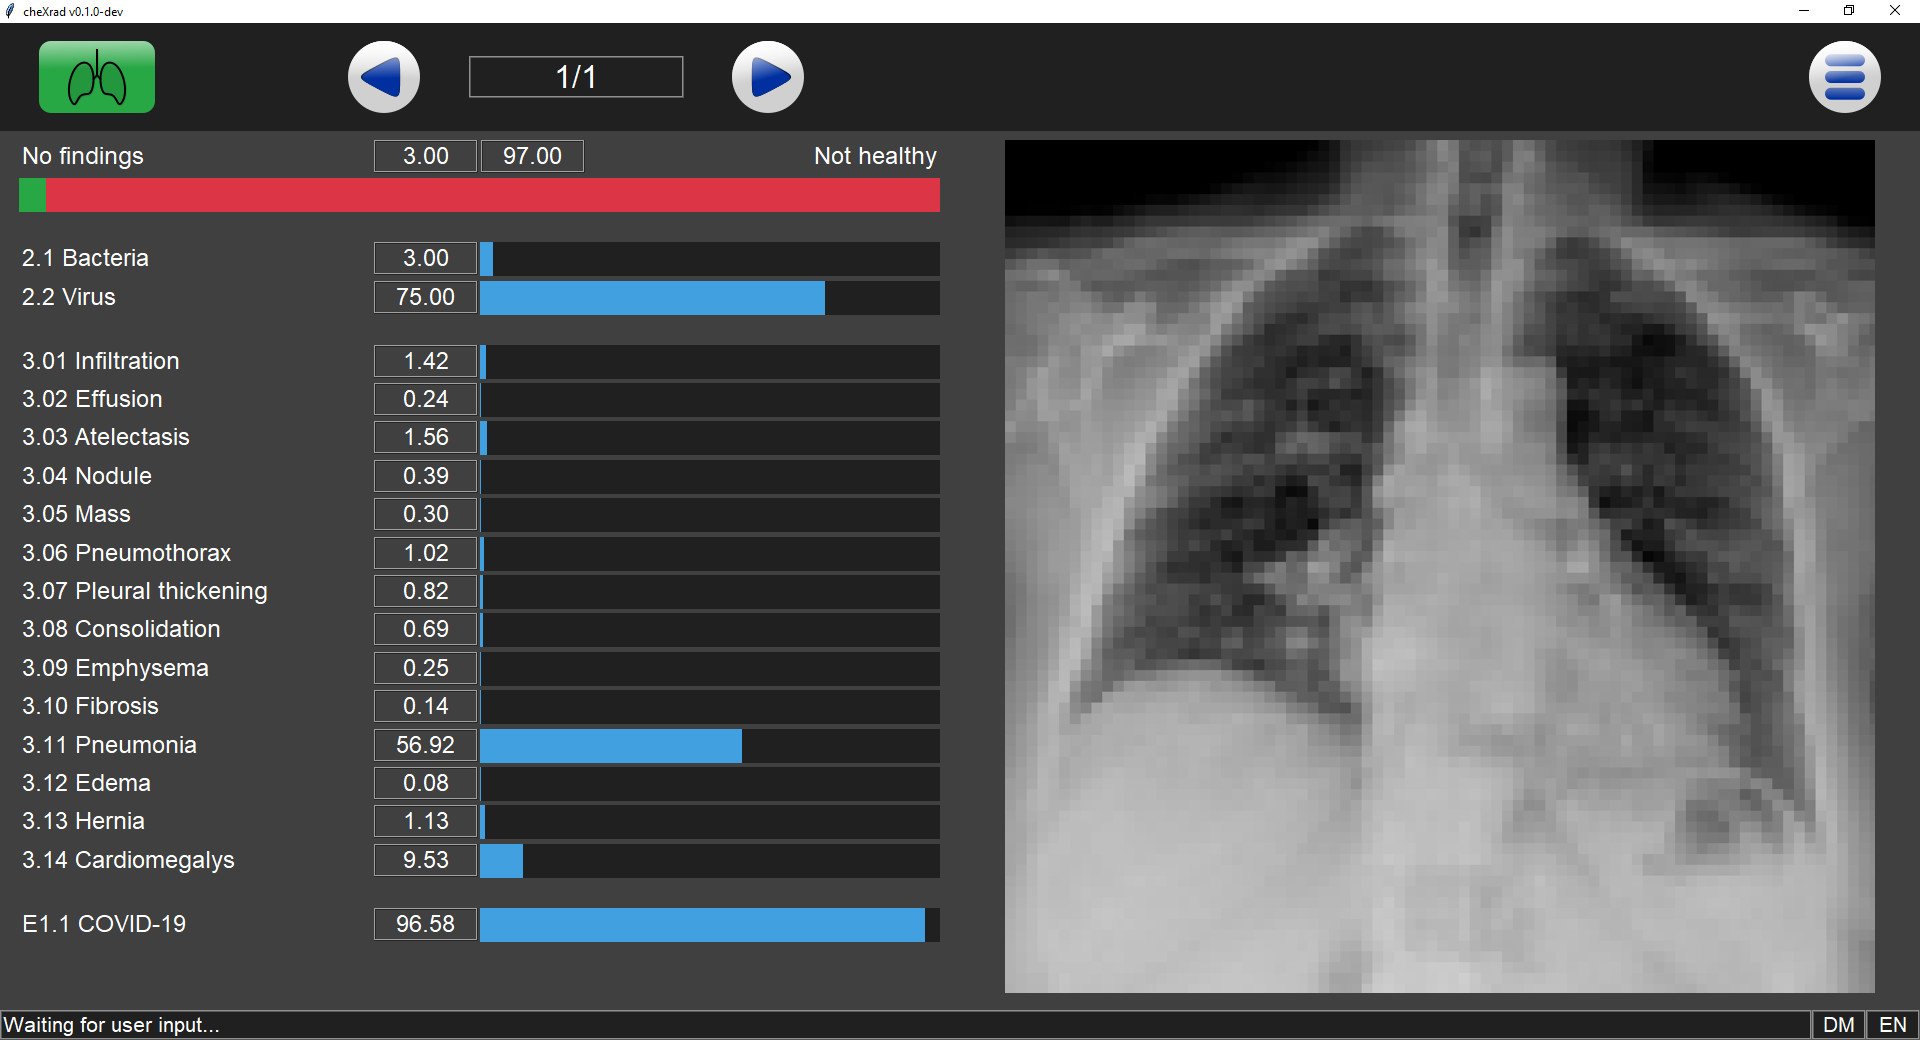 cheXrad v0.1.0-dev
1/1
No findings 3.00 97.00 Not healthy
2.1 Bacteria 3.00
2.2 Virus 75.00
3.01 Infiltration 1.42
3.02 Effusion 0.24
3.03 Atelectasis 1.56
3.04 Nodule 0.39
3.05 Mass 0.30
3.06 Pneumothorax 1.02
3.07 Pleural thickening 0.82
3.08 Consolidation 0.69
3.09 Emphysema 0.25
3.10 Fibrosis 0.14
3.11 Pneumonia 56.92
3.12 Edema 0.08
3.13 Hernia 1.13
3.14 Cardiomegalys 9.53
E1.1 COVID-19 96.58
Waiting for user input... DM EN